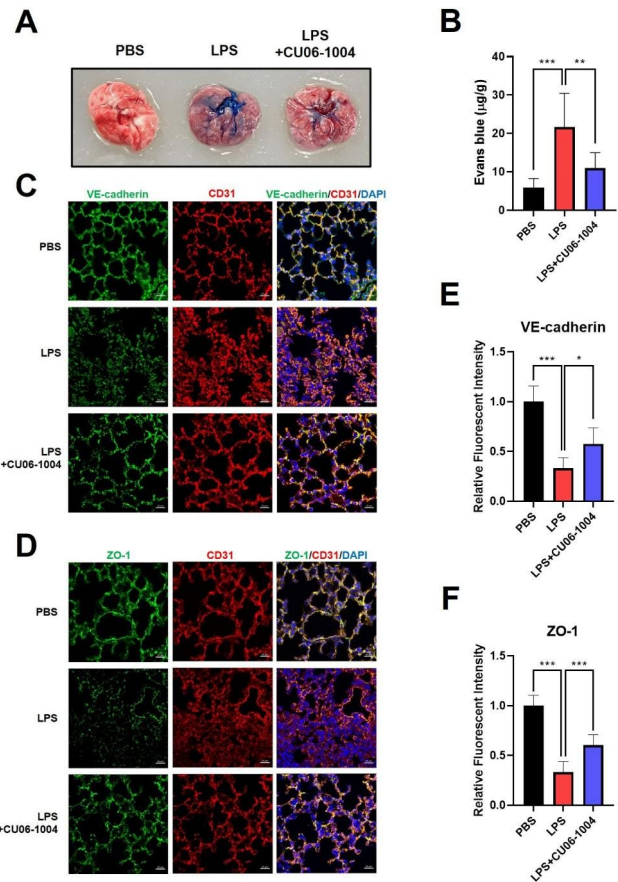 A
PBS
LPS
LPS
+CU06-1004
B
Evans blue (μg/g)
40
30
20
10
0
***
**
PBS
LPS
LPS+CU06-1004
C
VE-cadherin
CD31
VE-cadherin/CD31/DAPI
PBS
LPS
LPS
+CU06-1004
D
ZO-1
CD31
ZO-1/CD31/DAPI
PBS
LPS
LPS
+CU06-1004
E
VE-cadherin
Relative Fluorescent Intensity
1.5
1.0
0.5
0.0
***
*
PBS
LPS
LPS+CU06-1004
F
ZO-1
Relative Fluorescent Intensity
1.5
1.0
0.5
0.0
***
***
PBS
LPS
LPS+CU06-1004